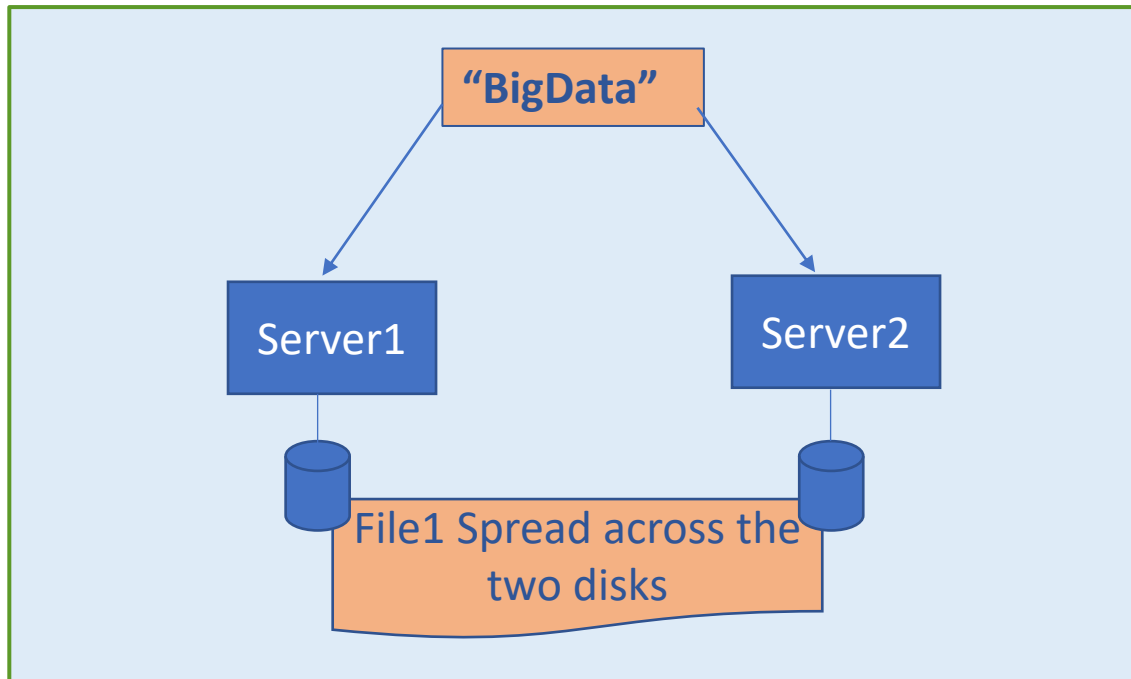 “BigData”
Server1
Server2
File1 Spread across the
two disks